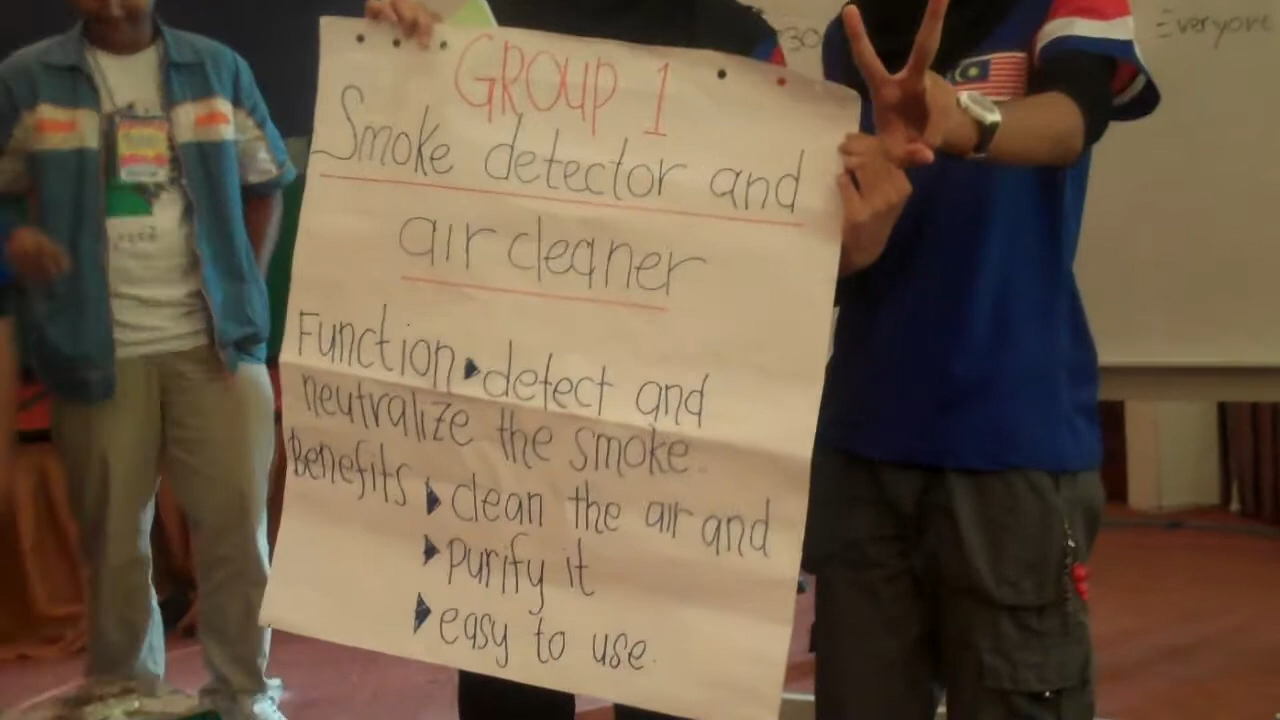 GROUP 1
Smoke detector and
air cleaner
Function ▸ detect and
neutralize the smoke.
Benefits ▸ clean the air and
▸ purify it
▸ easy to use.
30
Everyone